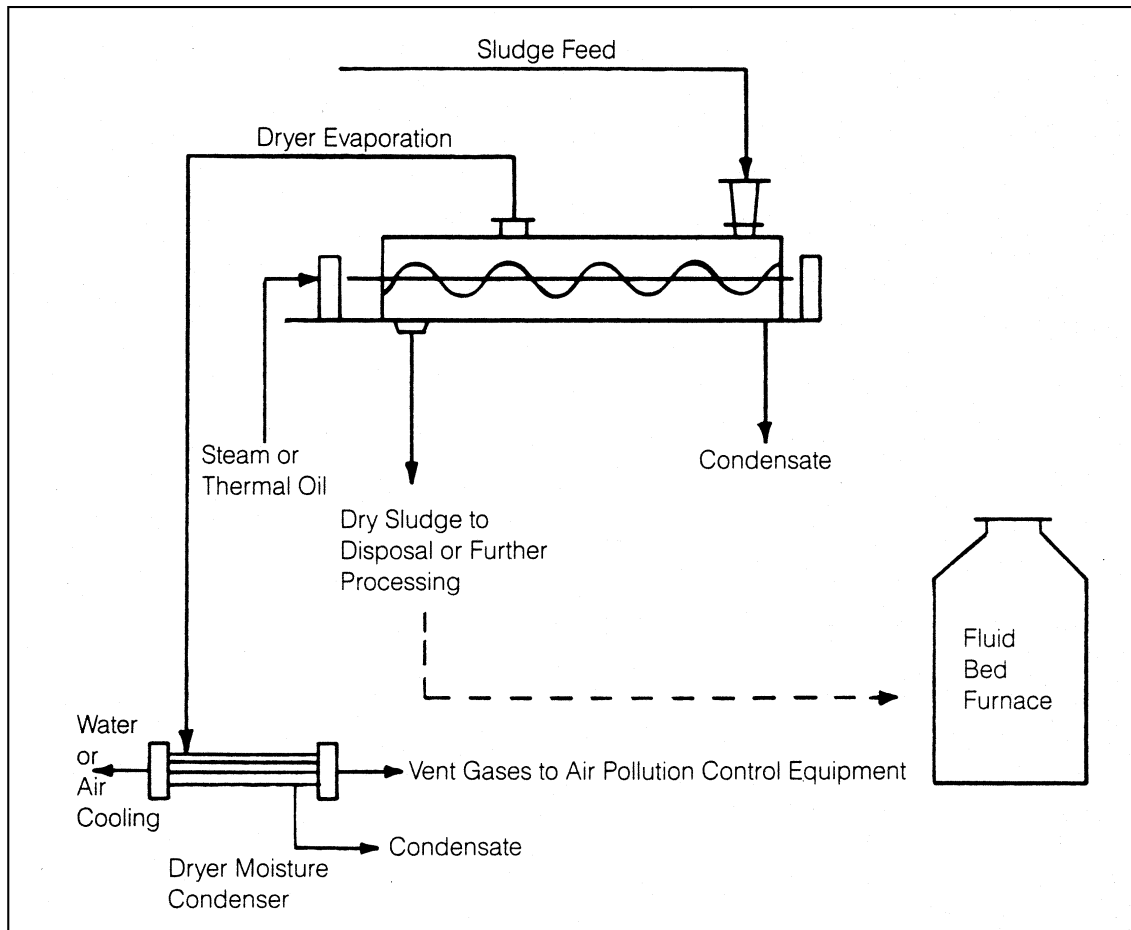 Sludge Feed
Dryer Evaporation
Steam or
Thermal Oil
Condensate
Dry Sludge to
Disposal or Further
Processing
Fluid
Bed
Furnace
Water
or
Air
Cooling
Vent Gases to Air Pollution Control Equipment
Condensate
Dryer Moisture
Condenser